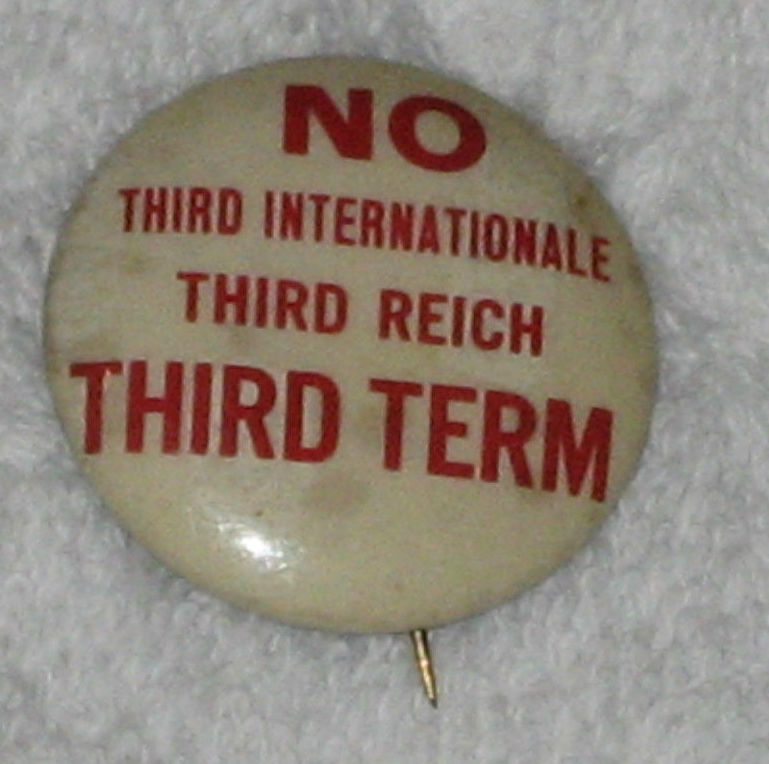 NO
THIRD INTERNATIONALE
THIRD REICH
THIRD TERM